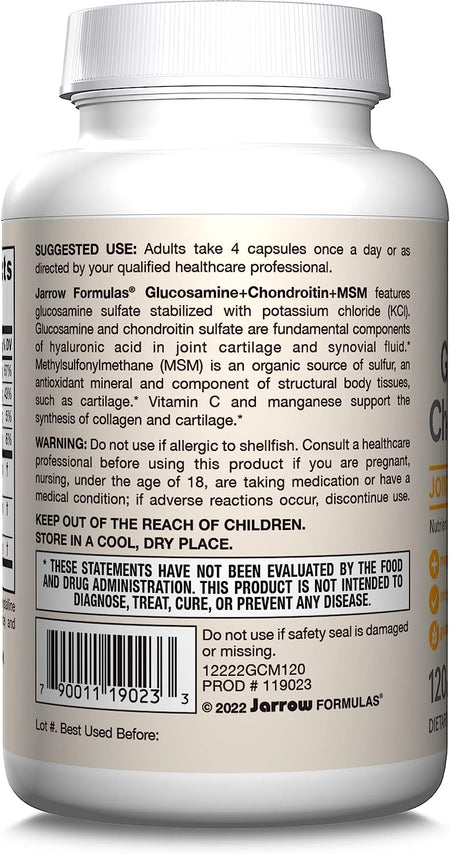 SUGGESTED USE: Adults take 4 capsules once a day or as
directed by your qualified healthcare professional.
Jarrow Formulas® Glucosamine+Chondroitin+MSM features
glucosamine sulfate stabilized with potassium chloride (KCl).
Glucosamine and chondroitin sulfate are fundamental components
of hyaluronic acid in joint cartilage and synovial fluid.*
Methylsulfonylmethane (MSM) is an organic source of sulfur, an
antioxidant mineral and component of structural body tissues,
such as cartilage.* Vitamin C and manganese support the
synthesis of collagen and cartilage.*
WARNING: Do not use if allergic to shellfish. Consult a healthcare
professional before using this product if you are pregnant,
nursing, under the age of 18, are taking medication or have a
medical condition; if adverse reactions occur, discontinue use.
KEEP OUT OF THE REACH OF CHILDREN.
STORE IN A COOL, DRY PLACE.
* THESE STATEMENTS HAVE NOT BEEN EVALUATED BY THE FOOD
AND DRUG ADMINISTRATION. THIS PRODUCT IS NOT INTENDED TO
DIAGNOSE, TREAT, CURE, OR PREVENT ANY DISEASE.
Do not use if safety seal is damaged
or missing.
12222GCM120
PROD # 119023
© 2022 Jarrow FORMULAS®
7 90011 19023 3
Lot #. Best Used Before:
%DV
67%
5%
6%
G
Ch
JOIN
Nutrien
120
DIETAR